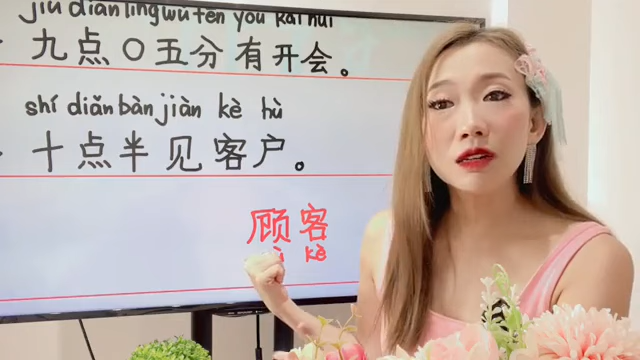 jiǔ diǎn líng wǔ fēn yǒu kāi huì
九点〇五分有开会。
shí diǎn bàn jiàn kè hù
十点半见客户。
顾客
kè